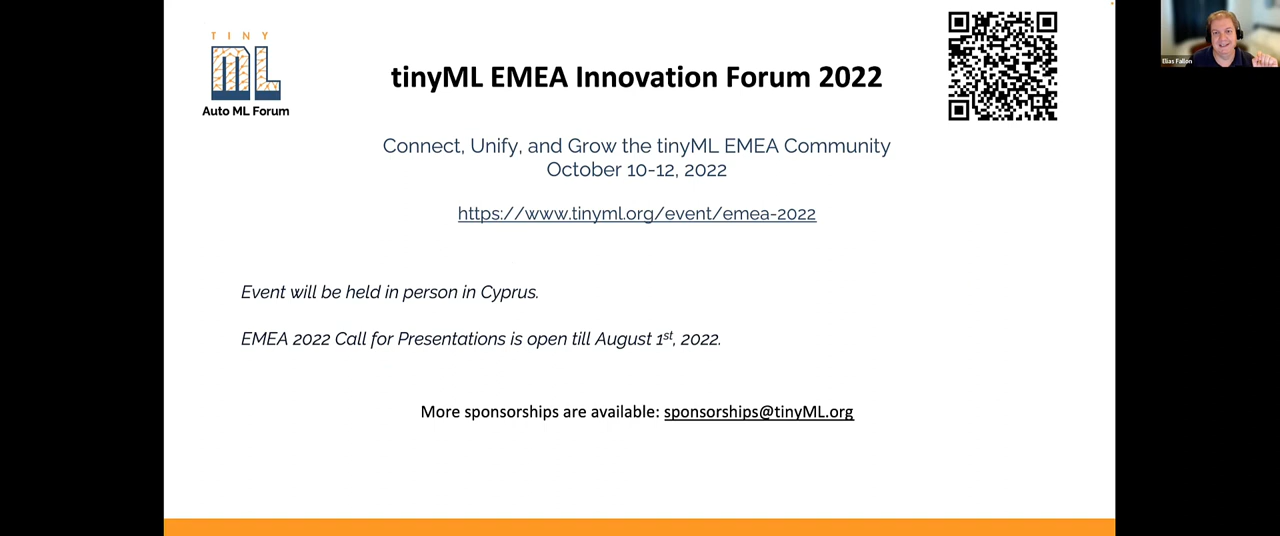 TINY
ML
Auto ML Forum
tinyML EMEA Innovation Forum 2022
Connect, Unify, and Grow the tinyML EMEA Community
October 10-12, 2022
https://www.tinyml.org/event/emea-2022
Event will be held in person in Cyprus.
EMEA 2022 Call for Presentations is open till August 1st, 2022.
More sponsorships are available: sponsorships@tinyML.org
Elias Fallon